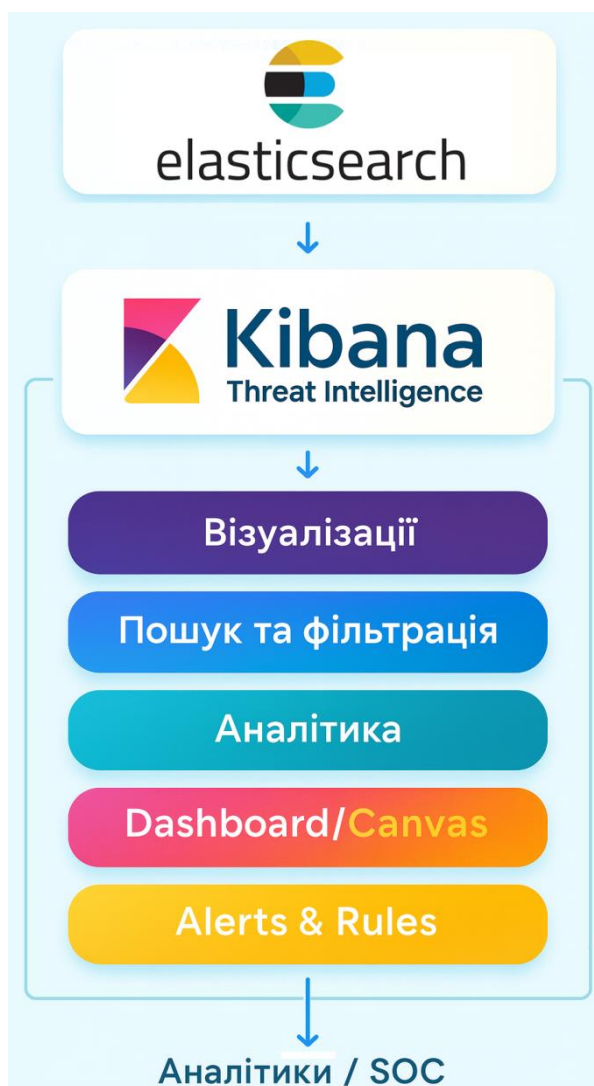 elasticsearch
Kibana
Threat Intelligence
Візуалізації
Пошук та фільтрація
Аналітика
Dashboard/Canvas
Alerts & Rules
Аналітики / SOC